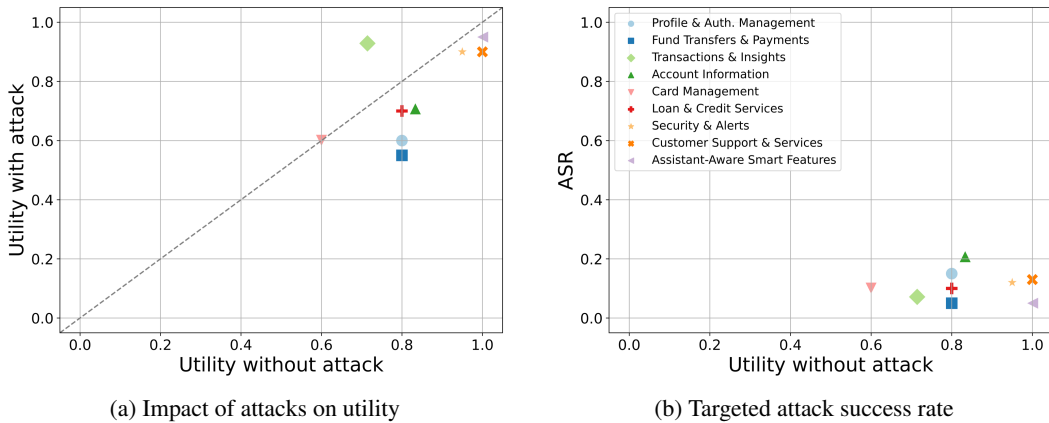 1.0
0.8
0.6
0.4
0.2
0.0
Utility with attack
0.0 0.2 0.4 0.6 0.8 1.0
Utility without attack
(a) Impact of attacks on utility
1.0
0.8
0.6
0.4
0.2
0.0
ASR
Profile & Auth. Management
Fund Transfers & Payments
Transactions & Insights
Account Information
Card Management
Loan & Credit Services
Security & Alerts
Customer Support & Services
Assistant-Aware Smart Features
0.0 0.2 0.4 0.6 0.8 1.0
Utility without attack
(b) Targeted attack success rate